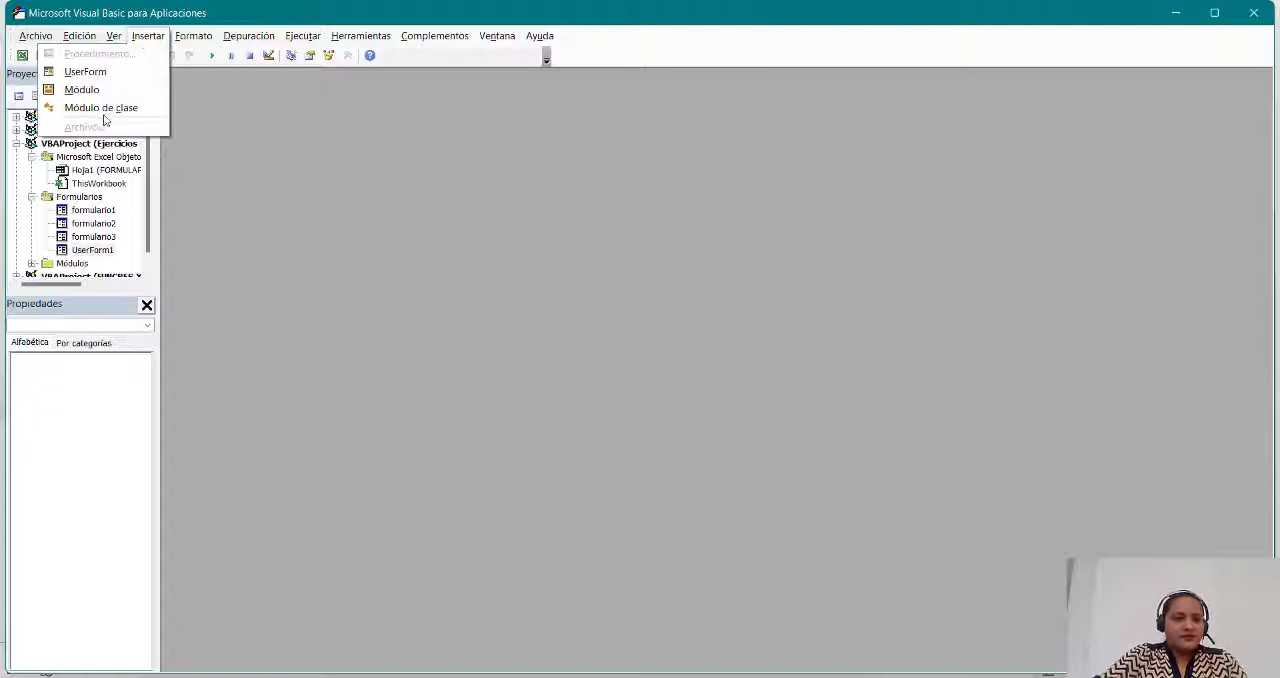 Microsoft Visual Basic para Aplicaciones
Archivo Edición Ver Insertar Formato Depuración Ejecutar Herramientas Complementos Ventana Ayuda
Procedimiento...
UserForm
Módulo
Módulo de clase
Archivo...
Proyec
VBAProject (Ejercicios
Microsoft Excel Objeto
Hoja1 (FORMULAF
ThisWorkbook
Formularios
formulario1
formulario2
formulario3
UserForm1
Módulos
Propiedades
Alfabética Por categorías